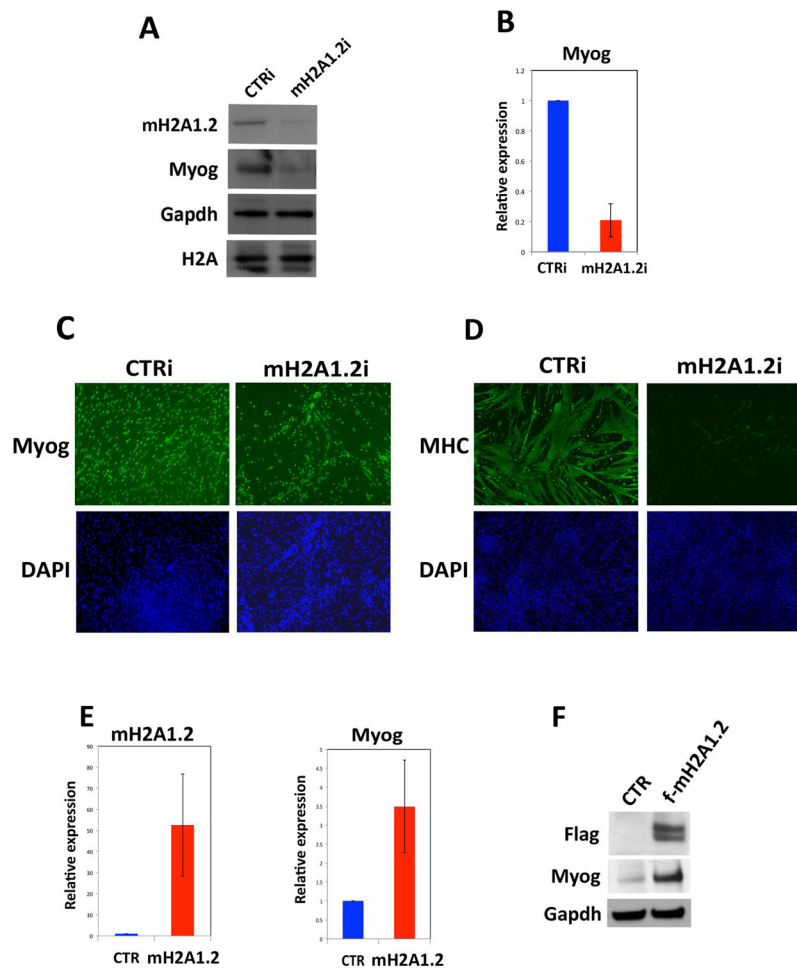 A
CTRi
mH2A1.2i
mH2A1.2
Myog
Gapdh
H2A
B
Myog
Relative expression
1.2
1
0.8
0.6
0.4
0.2
0
CTRi
mH2A1.2i
C
CTRi
mH2A1.2i
Myog
DAPI
D
CTRi
mH2A1.2i
MHC
DAPI
E
mH2A1.2
Relative expression
90
80
70
60
50
40
30
20
10
0
CTR
mH2A1.2
Myog
Relative expression
5
4.5
4
3.5
3
2.5
2
1.5
1
0.5
0
CTR
mH2A1.2
F
CTR
f-mH2A1.2
Flag
Myog
Gapdh